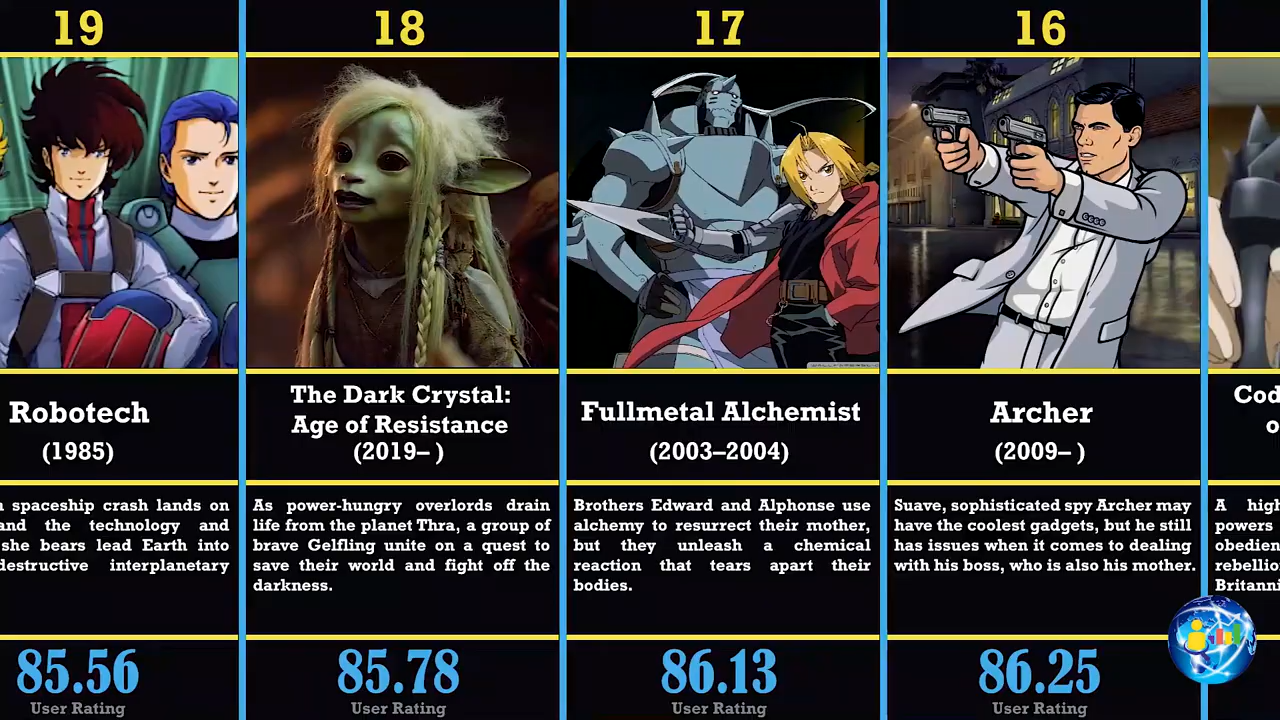 19
Robotech
(1985)
spaceship crash lands on
and the technology and
she bears lead Earth into
destructive interplanetary
85.56
User Rating
18
The Dark Crystal:
Age of Resistance
(2019– )
As power-hungry overlords drain
life from the planet Thra, a group of
brave Gelfling unite on a quest to
save their world and fight off the
darkness.
85.78
User Rating
17
Fullmetal Alchemist
(2003–2004)
Brothers Edward and Alphonse use
alchemy to resurrect their mother,
but they unleash a chemical
reaction that tears apart their
bodies.
86.13
User Rating
16
Archer
(2009– )
Suave, sophisticated spy Archer may
have the coolest gadgets, but he still
has issues when it comes to dealing
with his boss, who is also his mother.
86.25
User Rating
Cod
o
A high
powers
obedien
rebellio
Britanni